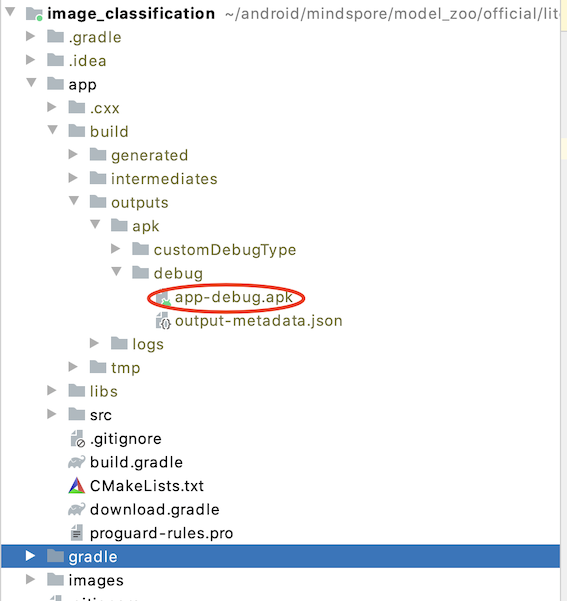 image_classification ~/android/mindspore/model_zoo/official/lit
.gradle
.idea
app
.cxx
build
generated
intermediates
outputs
apk
customDebugType
debug
app-debug.apk
output-metadata.json
logs
tmp
libs
src
.gitignore
build.gradle
CMakeLists.txt
download.gradle
proguard-rules.pro
gradle
images